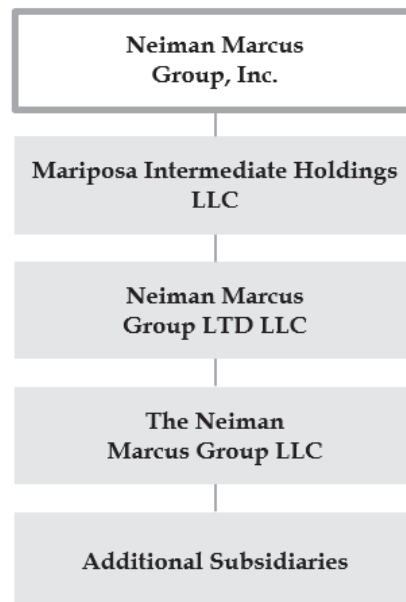 Neiman Marcus
Group, Inc.
Mariposa Intermediate Holdings
LLC
Neiman Marcus
Group LTD LLC
The Neiman
Marcus Group LLC
Additional Subsidiaries